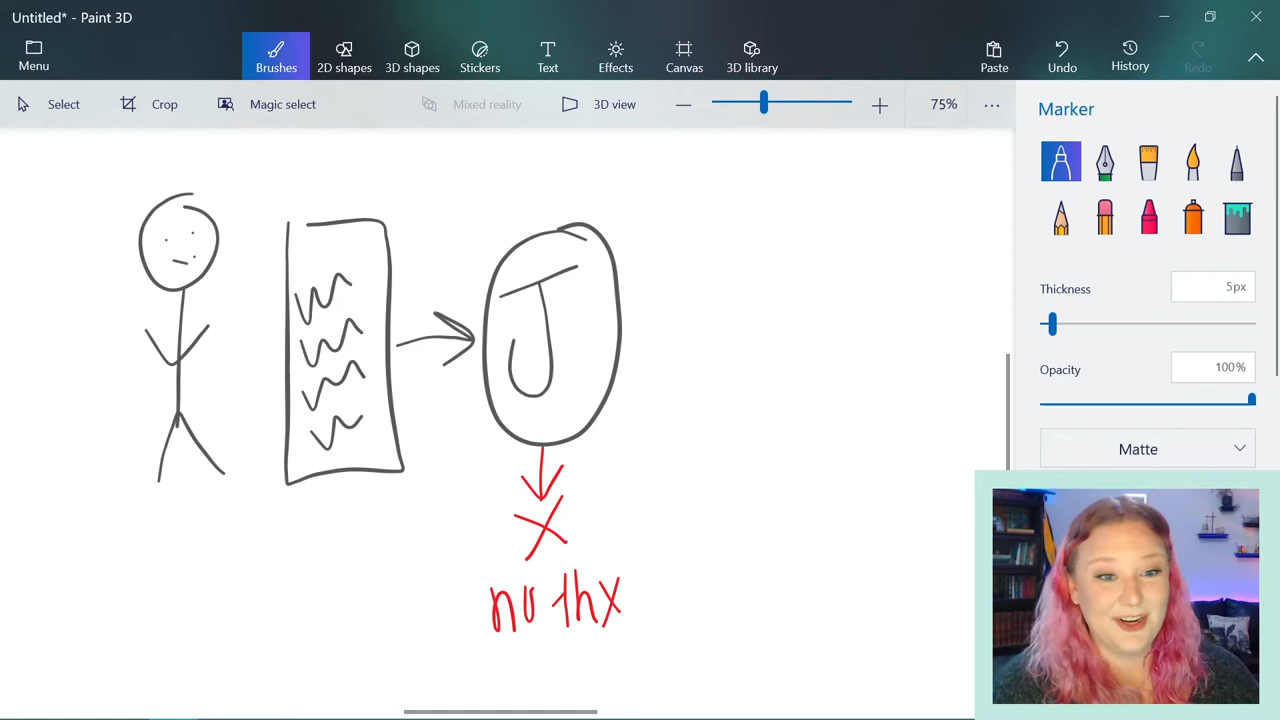 Untitled* - Paint 3D
Menu
Brushes
2D shapes
3D shapes
Stickers
Text
Effects
Canvas
3D library
Paste
Undo
History
Redo
Select
Crop
Magic select
Mixed reality
3D view
75%
Marker
Thickness
5px
Opacity
100%
Matte
J
X
no thx